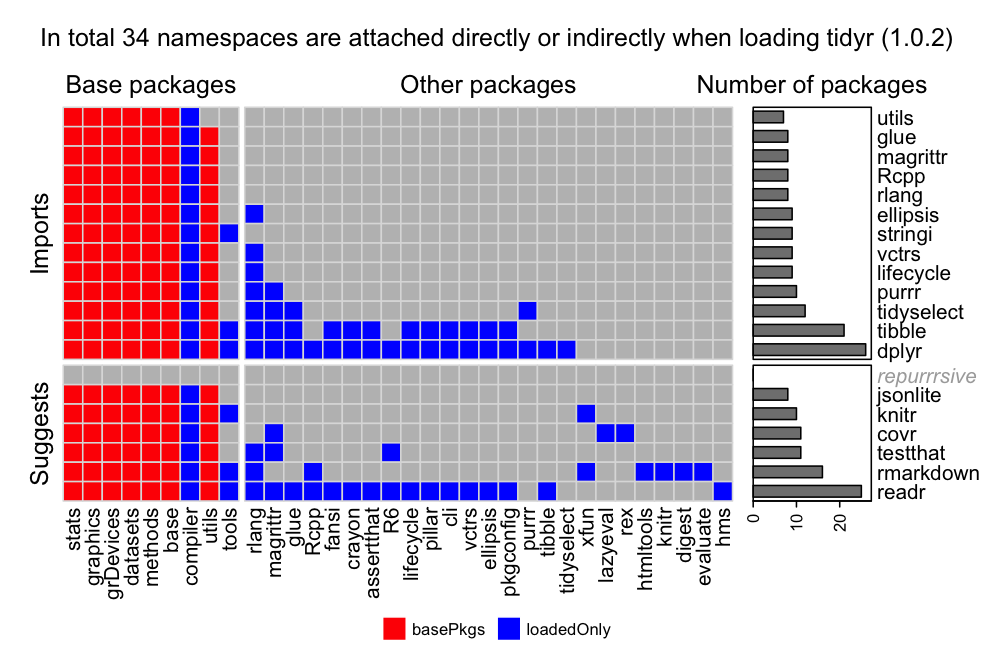 In total 34 namespaces are attached directly or indirectly when loading tidyr (1.0.2)
Base packages
Other packages
Number of packages
Imports
utils
glue
magrittr
Rcpp
rlang
ellipsis
stringi
vctrs
lifecycle
purrr
tidyselect
tibble
dplyr
Suggests
repurrrsive
jsonlite
knitr
covr
testthat
rmarkdown
readr
stats
graphics
grDevices
datasets
methods
base
compiler
utils
tools
rlang
magrittr
glue
Rcpp
fansi
crayon
assertthat
R6
lifecycle
pillar
cli
vctrs
ellipsis
pkgconfig
purrr
tibble
tidyselect
xfun
lazyeval
rex
htmltools
knitr
digest
evaluate
hms
0
10
20
basePkgs
loadedOnly